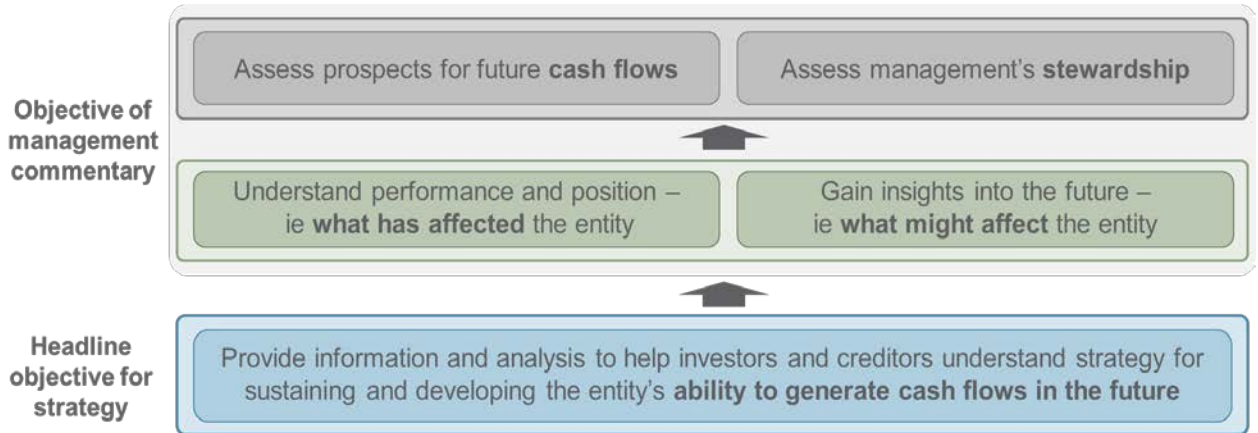 Assess prospects for future cash flows
Assess management's stewardship
Objective of
management
commentary
Understand performance and position –
ie what has affected the entity
Gain insights into the future –
ie what might affect the entity
Headline
objective for
strategy
Provide information and analysis to help investors and creditors understand strategy for
sustaining and developing the entity's ability to generate cash flows in the future